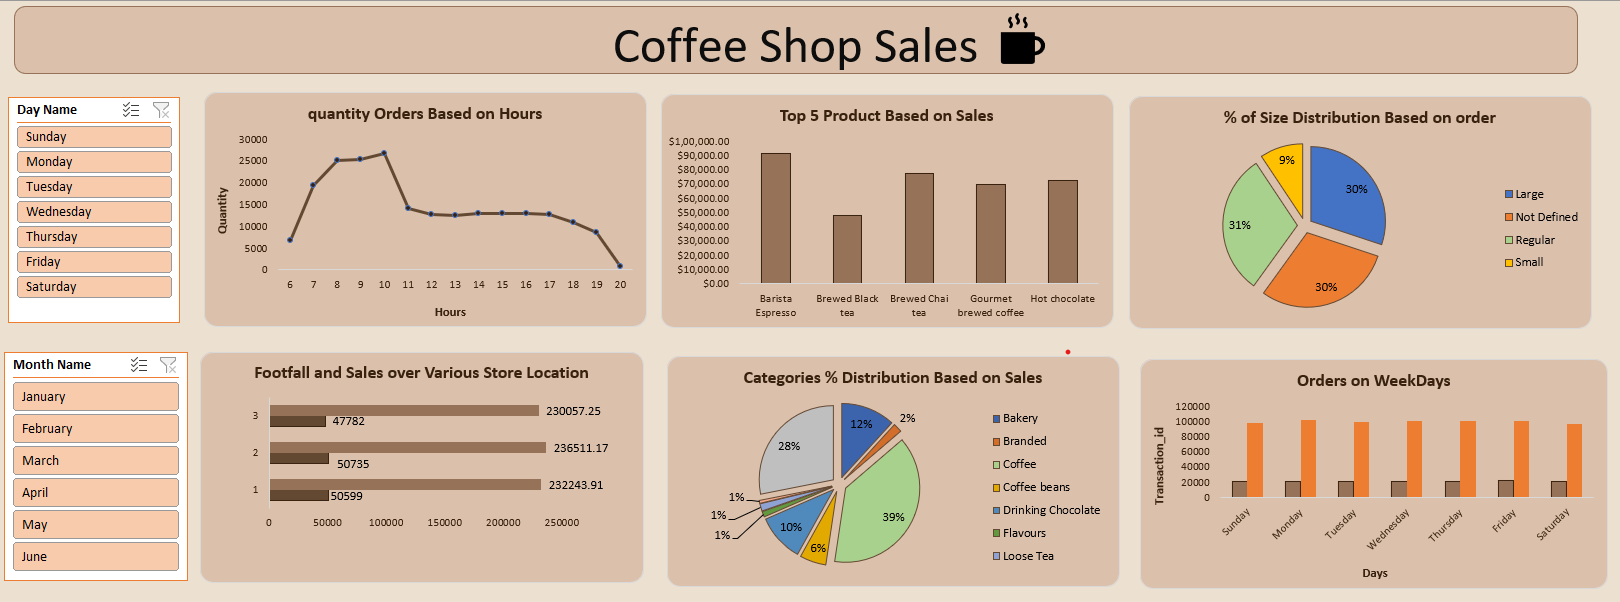 Coffee Shop Sales
Day Name
Sunday
Monday
Tuesday
Wednesday
Thursday
Friday
Saturday
quantity Orders Based on Hours
Quantity
30000
25000
20000
15000
10000
5000
0
6 7 8 9 10 11 12 13 14 15 16 17 18 19 20
Hours
Top 5 Product Based on Sales
$1,00,000.00
$90,000.00
$80,000.00
$70,000.00
$60,000.00
$50,000.00
$40,000.00
$30,000.00
$20,000.00
$10,000.00
$0.00
Barista Espresso
Brewed Black tea
Brewed Chai tea
Gourmet brewed coffee
Hot chocolate
% of Size Distribution Based on order
9%
30%
31%
30%
Large
Not Defined
Regular
Small
Month Name
January
February
March
April
May
June
Footfall and Sales over Various Store Location
3
230057.25
47782
2
236511.17
50735
1
232243.91
50599
0 50000 100000 150000 200000 250000
Categories % Distribution Based on Sales
12%
2%
28%
39%
1%
1%
1%
10%
6%
Bakery
Branded
Coffee
Coffee beans
Drinking Chocolate
Flavours
Loose Tea
Orders on WeekDays
Transaction_id
120000
100000
80000
60000
40000
20000
0
Sunday
Monday
Tuesday
Wednesday
Thursday
Friday
Saturday
Days